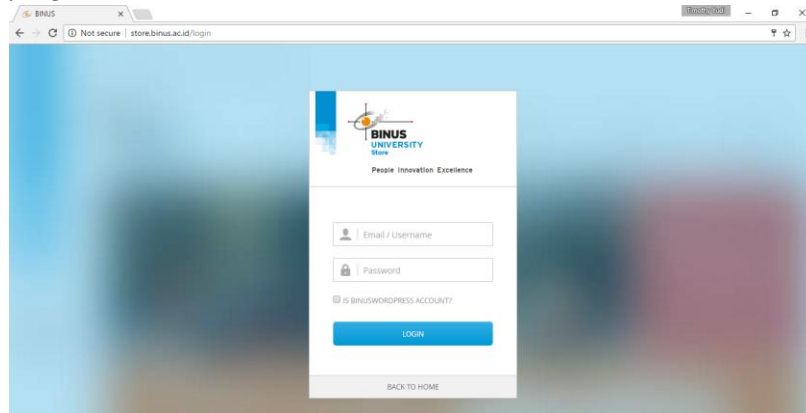 BINUS
Not secure | store.binus.ac.id/login
BINUS
UNIVERSITY
Store
People Innovation Excellence
Email / Username
Password
IS BINUSWORDPRESS ACCOUNT?
LOGIN
BACK TO HOME